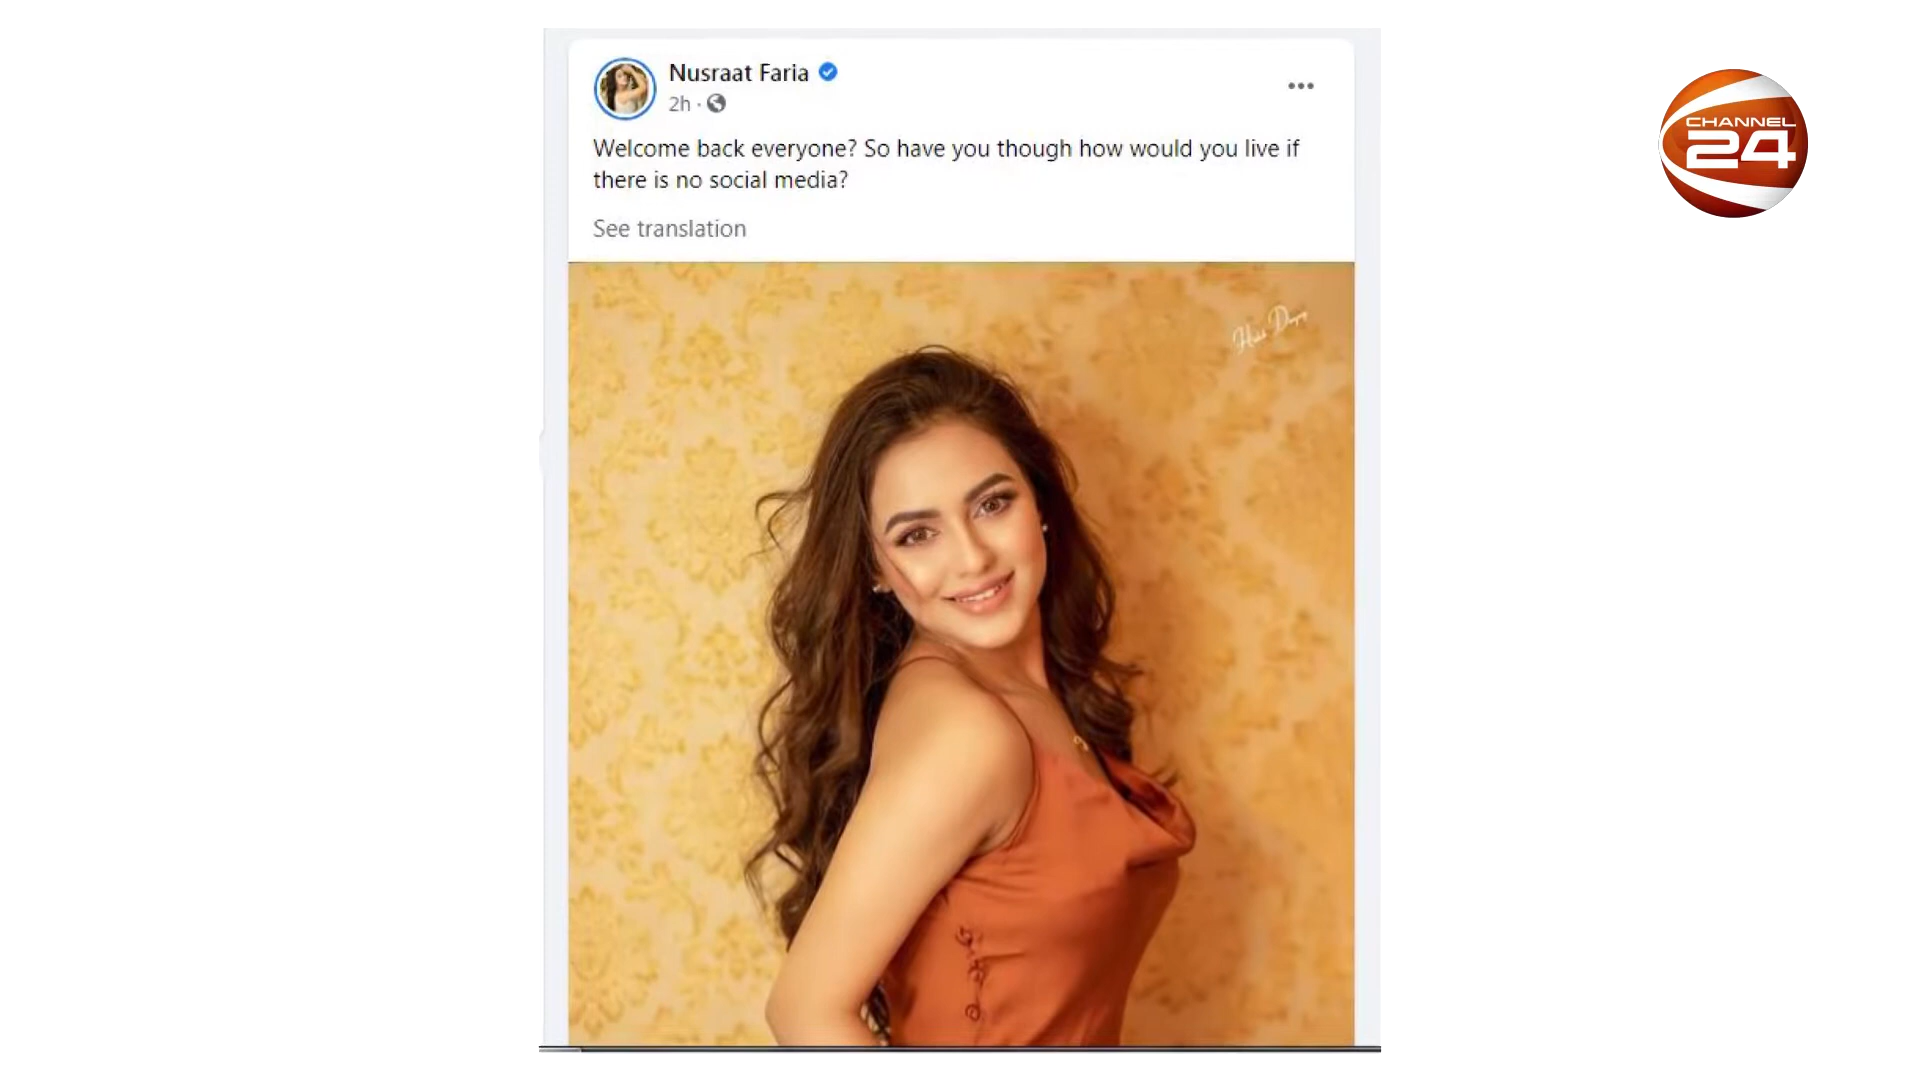 Nusraat Faria
2h ·
Welcome back everyone? So have you though how would you live if
there is no social media?
See translation
CHANNEL
24